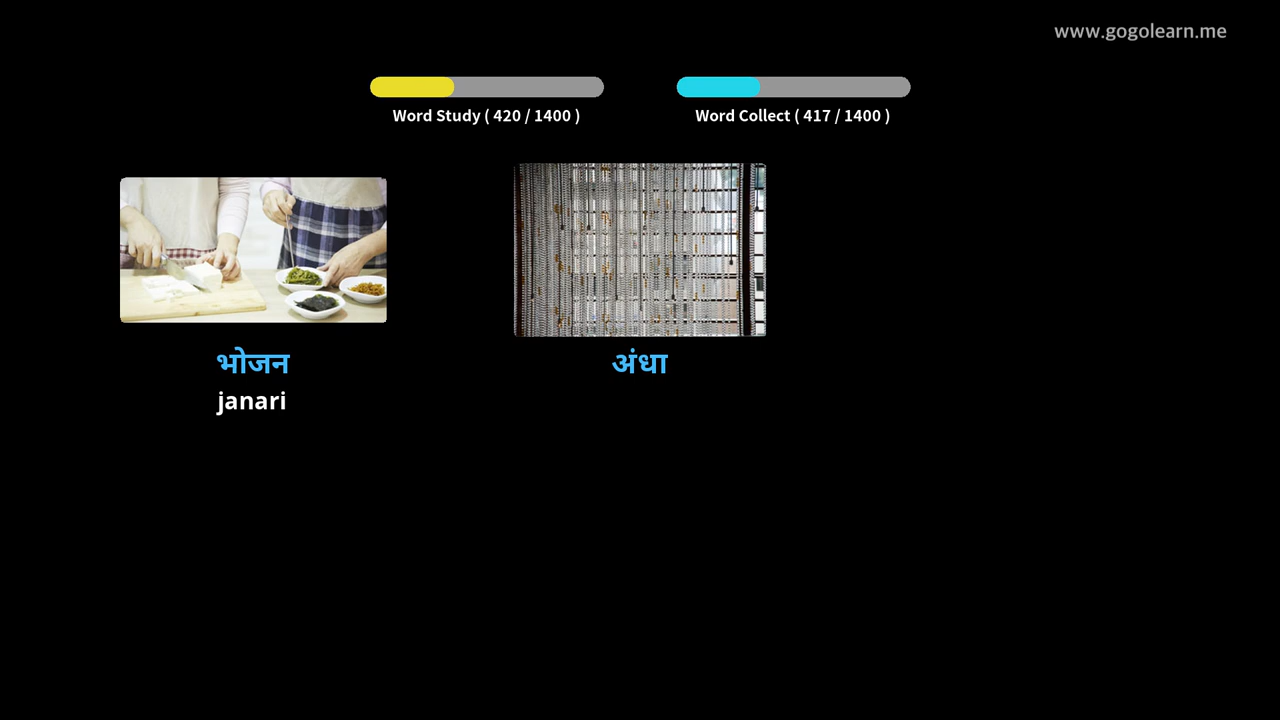 www.gogolearn.me
Word Study ( 420 / 1400 )
Word Collect ( 417 / 1400 )
भोजन
janari
अंधा